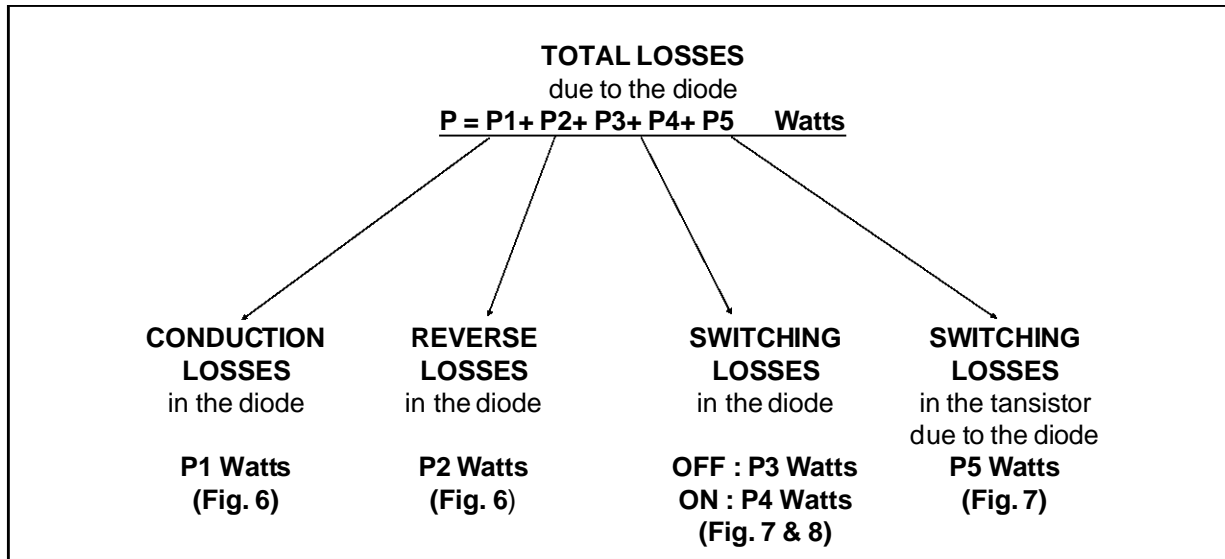 TOTAL LOSSES
due to the diode
P = P1+ P2+ P3+ P4+ P5 Watts
CONDUCTION
LOSSES
in the diode
P1 Watts
(Fig. 6)
REVERSE
LOSSES
in the diode
P2 Watts
(Fig. 6)
SWITCHING
LOSSES
in the diode
OFF : P3 Watts
ON : P4 Watts
(Fig. 7 & 8)
SWITCHING
LOSSES
in the tansistor
due to the diode
P5 Watts
(Fig. 7)